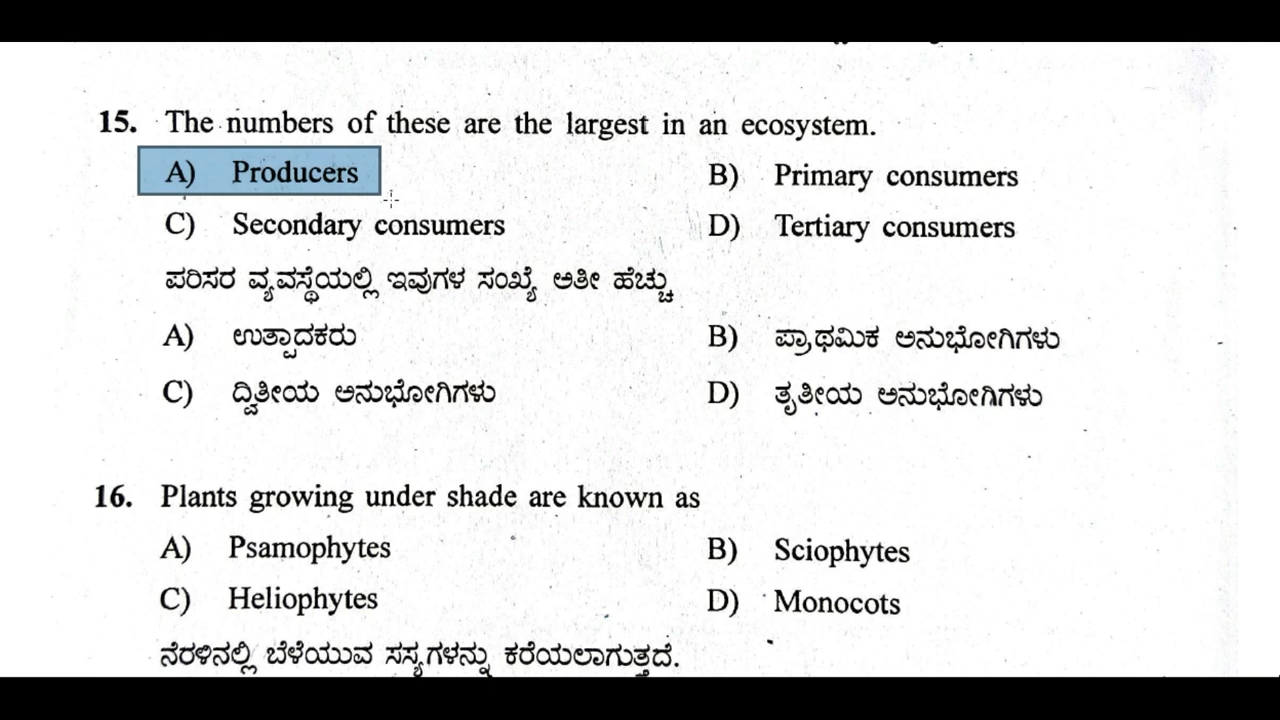 15. The numbers of these are the largest in an ecosystem.
A) Producers B) Primary consumers
C) Secondary consumers D) Tertiary consumers
ಪರಿಸರ ವ್ಯವಸ್ಥೆಯಲ್ಲಿ ಇವುಗಳ ಸಂಖ್ಯೆ ಅತೀ ಹೆಚ್ಚು
A) ಉತ್ಪಾದಕರು B) ಪ್ರಾಥಮಿಕ ಅನುಭೋಗಿಗಳು
C) ದ್ವಿತೀಯ ಅನುಭೋಗಿಗಳು D) ತೃತೀಯ ಅನುಭೋಗಿಗಳು
16. Plants growing under shade are known as
A) Psamophytes B) Sciophytes
C) Heliophytes D) Monocots
ನೆರಳಿನಲ್ಲಿ ಬೆಳೆಯುವ ಸಸ್ಯಗಳನ್ನು ಕರೆಯಲಾಗುತ್ತದೆ.